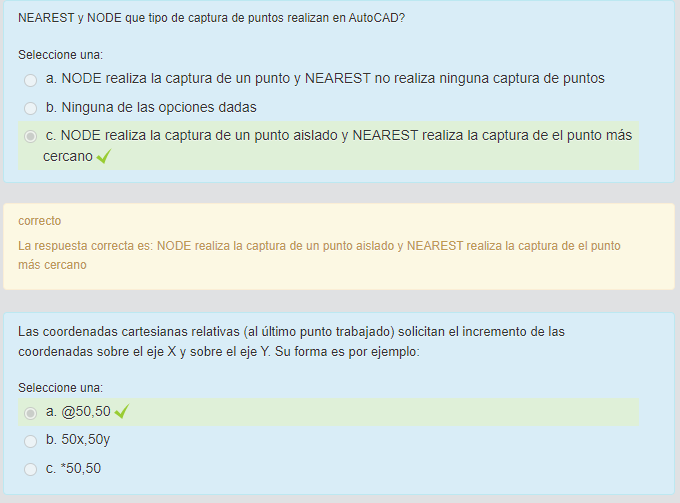 NEAREST y NODE que tipo de captura de puntos realizan en AutoCAD?
Seleccione una:
a. NODE realiza la captura de un punto y NEAREST no realiza ninguna captura de puntos
b. Ninguna de las opciones dadas
c. NODE realiza la captura de un punto aislado y NEAREST realiza la captura de el punto más
cercano
correcto
La respuesta correcta es: NODE realiza la captura de un punto aislado y NEAREST realiza la captura de el punto
más cercano
Las coordenadas cartesianas relativas (al último punto trabajado) solicitan el incremento de las
coordenadas sobre el eje X y sobre el eje Y. Su forma es por ejemplo:
Seleccione una:
a. @50,50
b. 50x,50y
c. *50,50